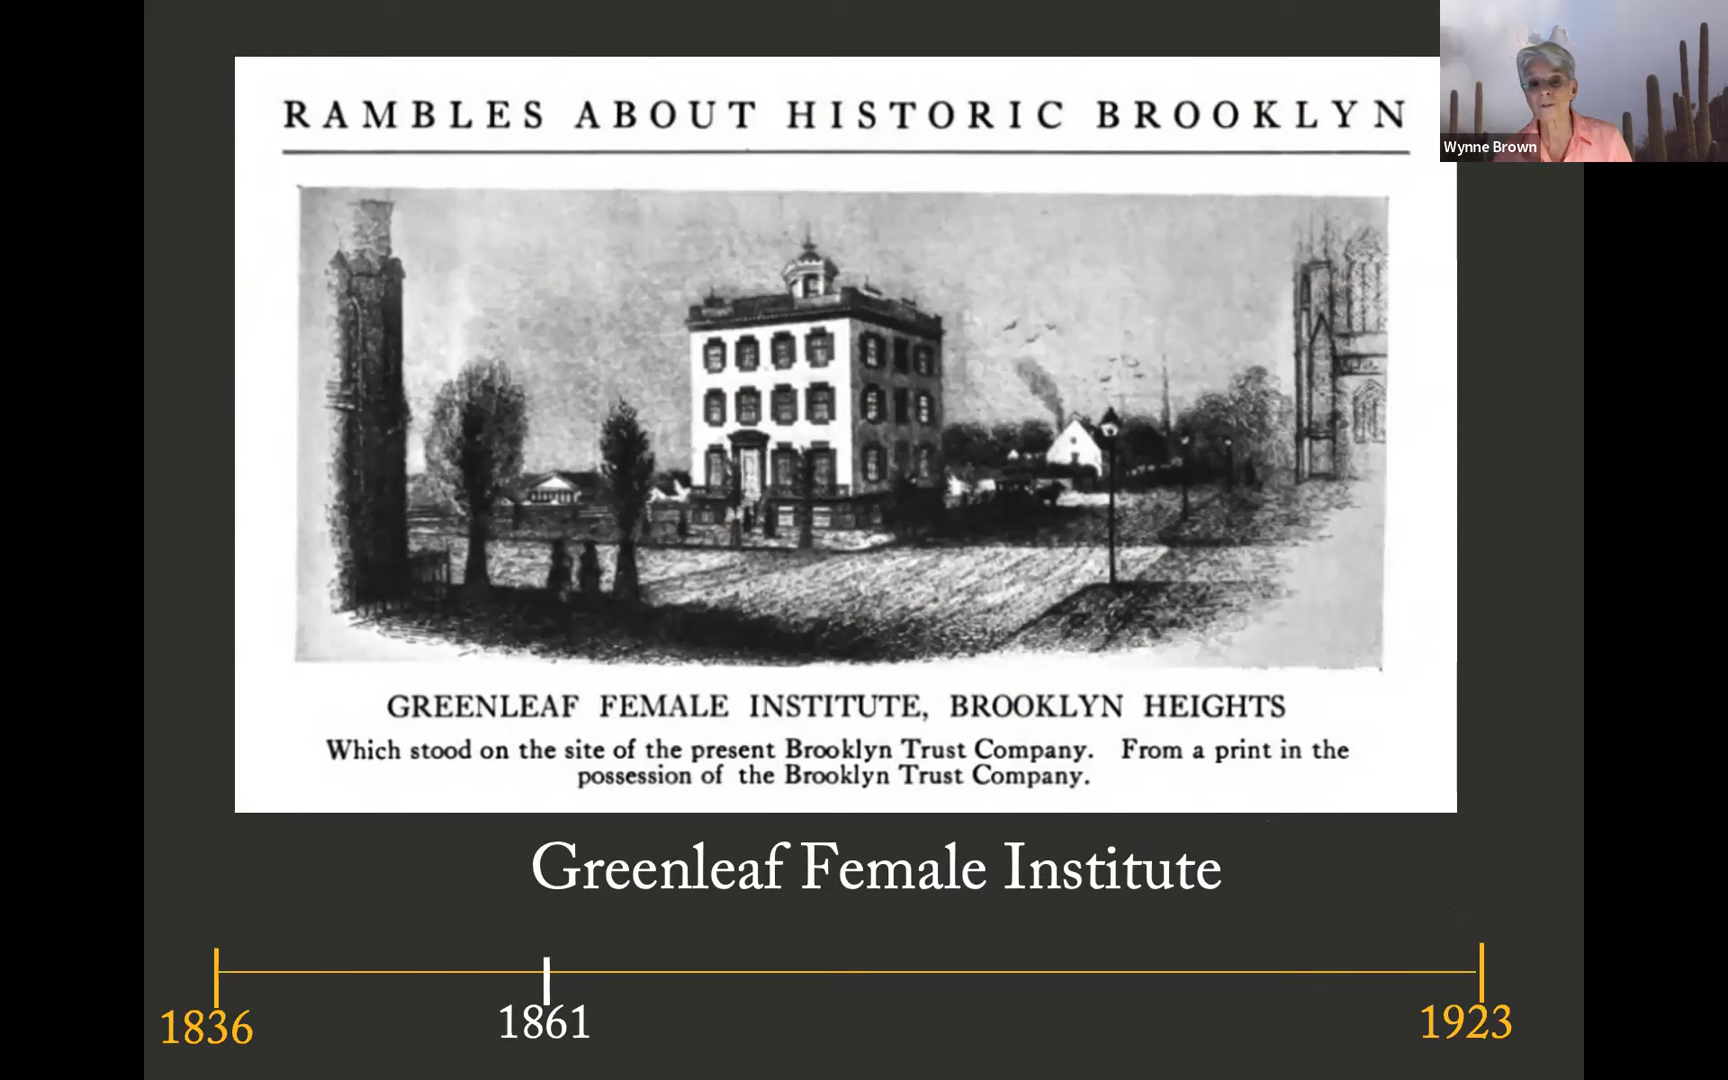 RAMBLES ABOUT HISTORIC BROOKLYN
Wynne Brown
GREENLEAF FEMALE INSTITUTE, BROOKLYN HEIGHTS
Which stood on the site of the present Brooklyn Trust Company. From a print in the
possession of the Brooklyn Trust Company.
Greenleaf Female Institute
1836
1861
1923